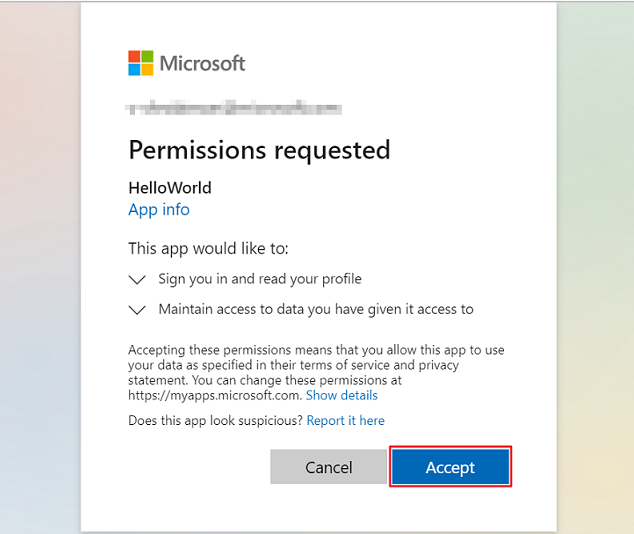 Microsoft
Permissions requested
HelloWorld
App info
This app would like to:
Sign you in and read your profile
Maintain access to data you have given it access to
Accepting these permissions means that you allow this app to use
your data as specified in their terms of service and privacy
statement. You can change these permissions at
https://myapps.microsoft.com. Show details
Does this app look suspicious? Report it here
Cancel Accept